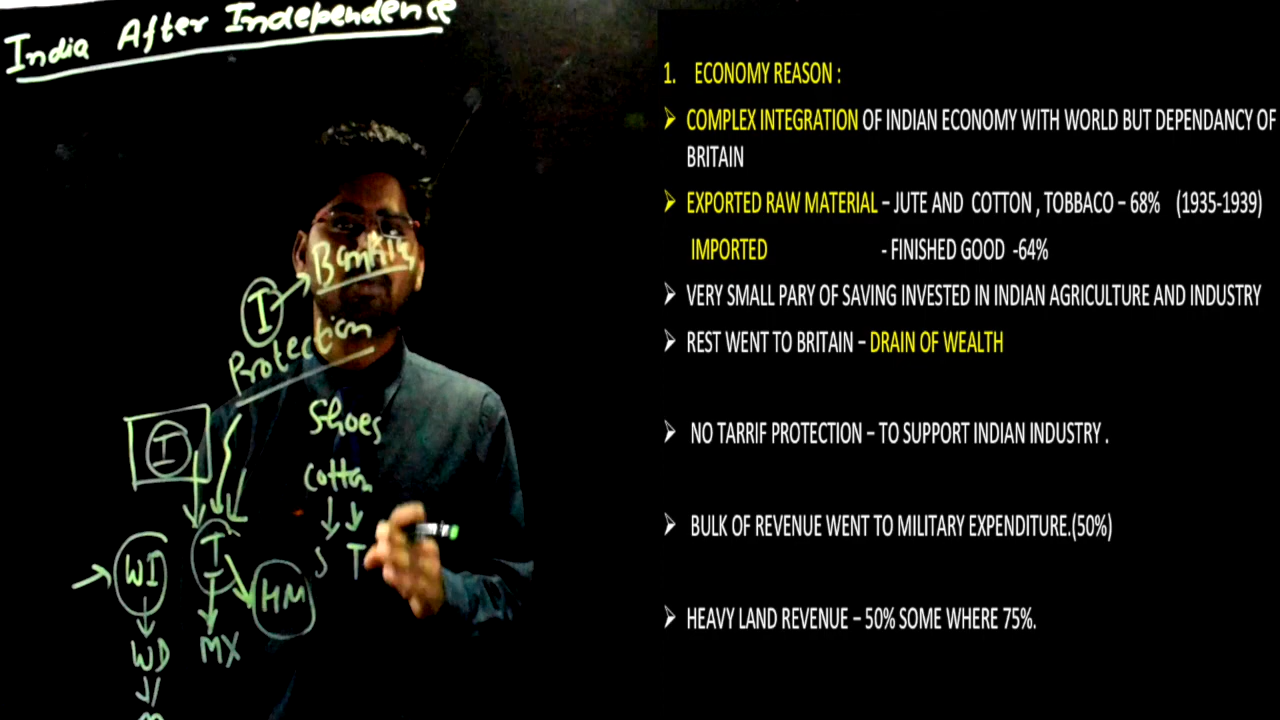 India After Independence
I
Banking
Protection
I
Shoes
Cotton
S T
WI I HM
WD MX
1. ECONOMY REASON :
➤ COMPLEX INTEGRATION OF INDIAN ECONOMY WITH WORLD BUT DEPENDANCY OF
BRITAIN
➤ EXPORTED RAW MATERIAL – JUTE AND COTTON , TOBBACO – 68% (1935-1939)
IMPORTED - FINISHED GOOD -64%
➤ VERY SMALL PARY OF SAVING INVESTED IN INDIAN AGRICULTURE AND INDUSTRY
➤ REST WENT TO BRITAIN – DRAIN OF WEALTH
➤ NO TARRIF PROTECTION – TO SUPPORT INDIAN INDUSTRY .
➤ BULK OF REVENUE WENT TO MILITARY EXPENDITURE.(50%)
➤ HEAVY LAND REVENUE – 50% SOME WHERE 75%.